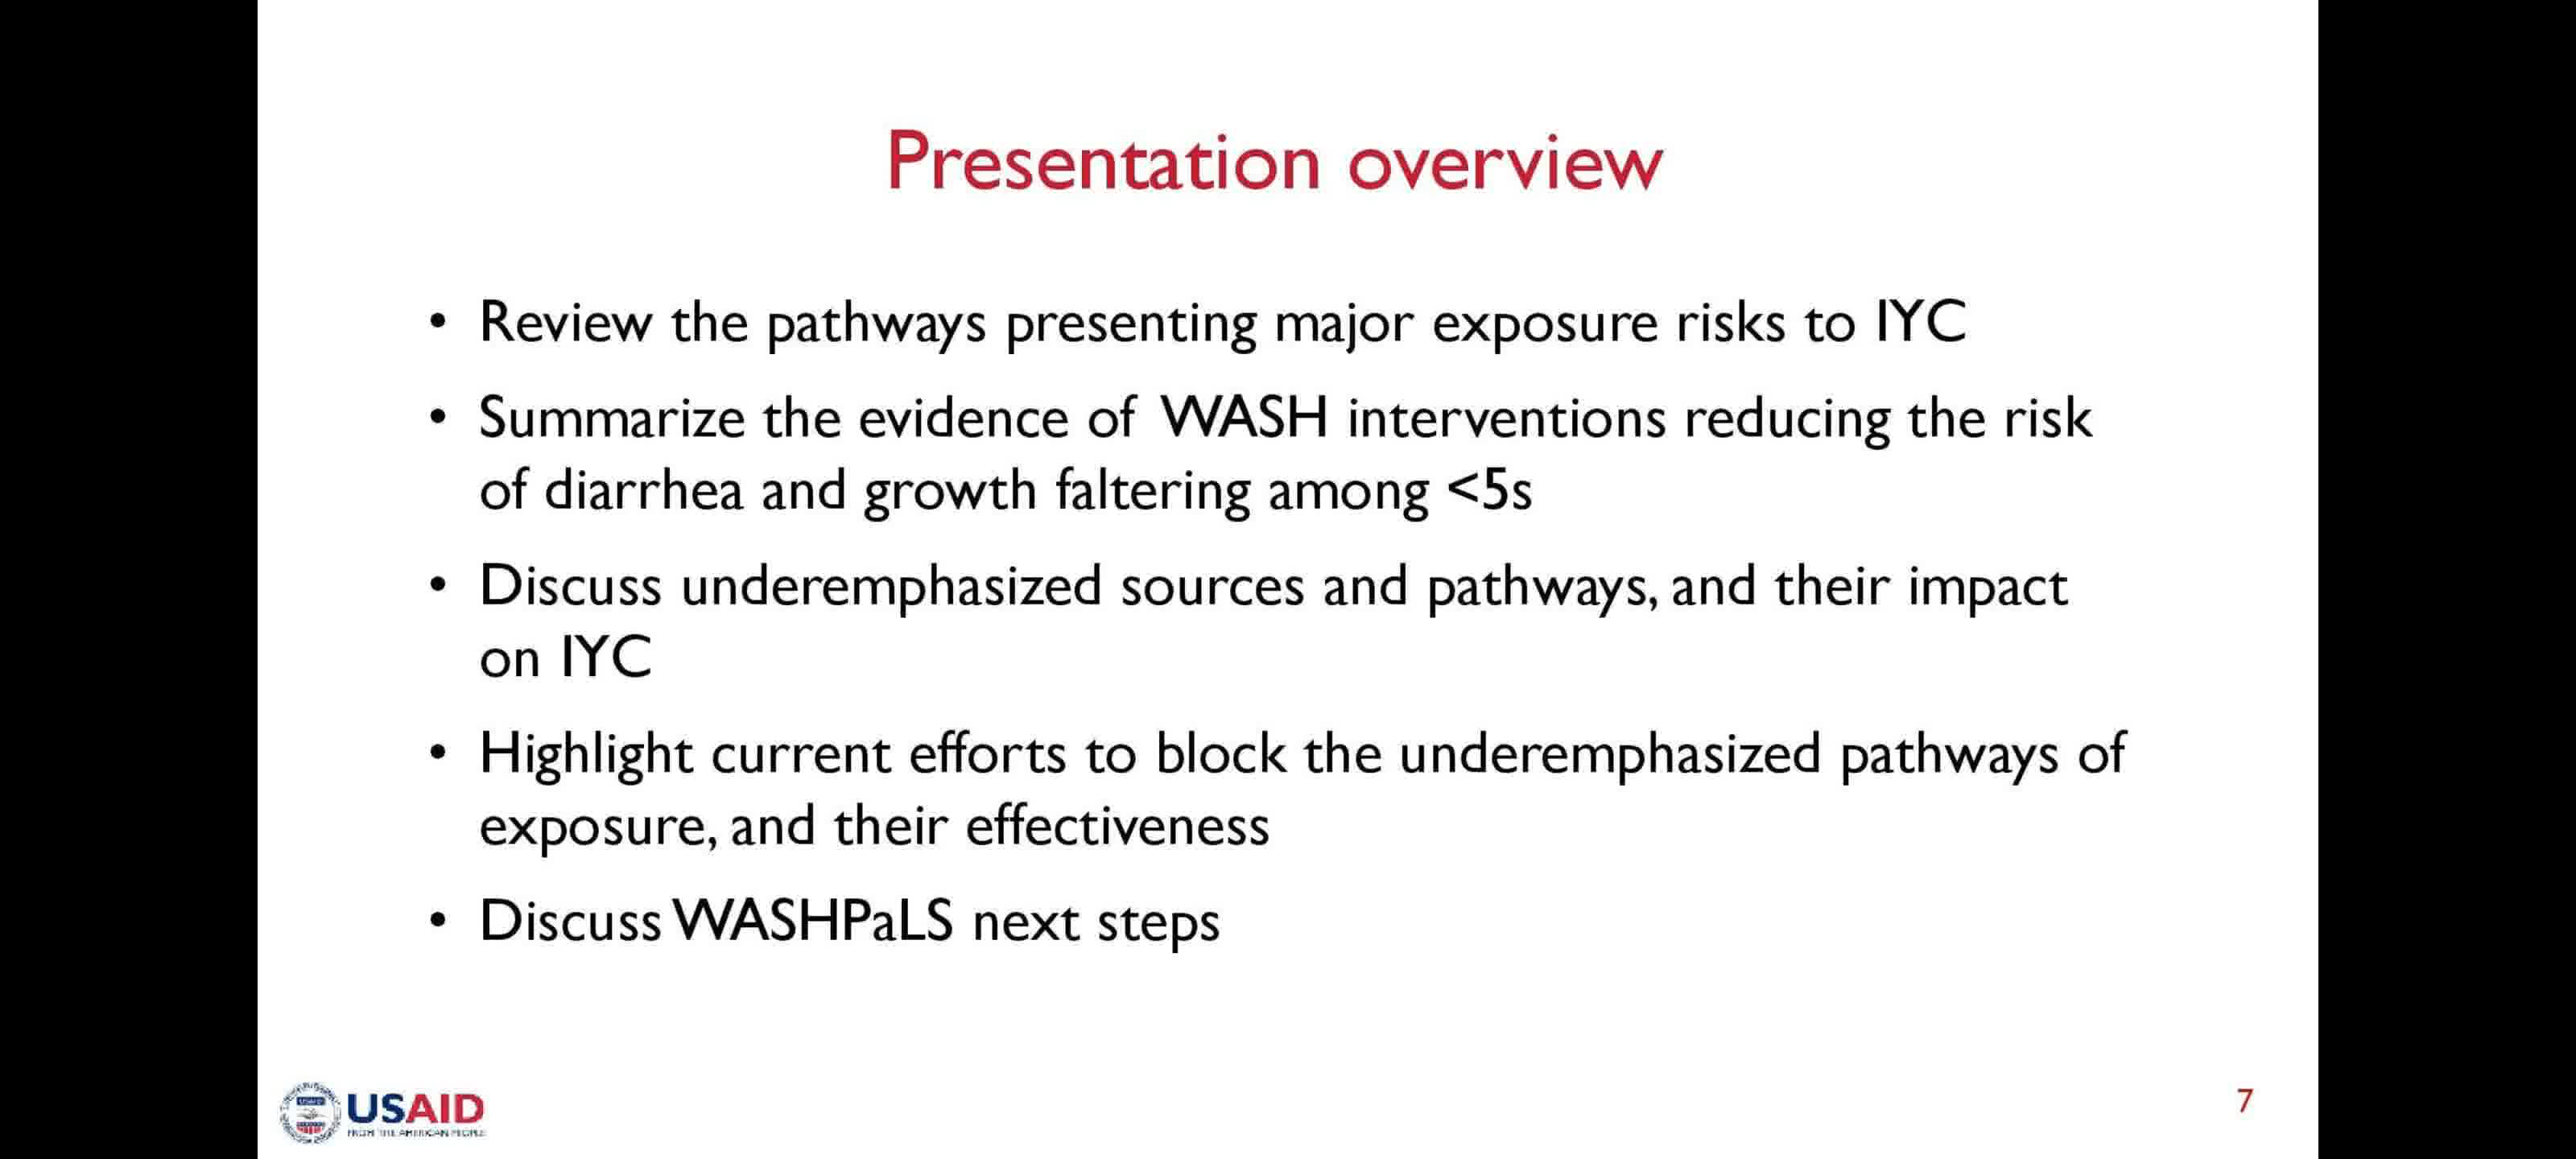 Presentation overview
• Review the pathways presenting major exposure risks to IYC
• Summarize the evidence of WASH interventions reducing the risk
of diarrhea and growth faltering among <5s
• Discuss underemphasized sources and pathways, and their impact
on IYC
• Highlight current efforts to block the underemphasized pathways of
exposure, and their effectiveness
• Discuss WASHPaLS next steps
USAID
FROM THE AMERICAN PEOPLE
7